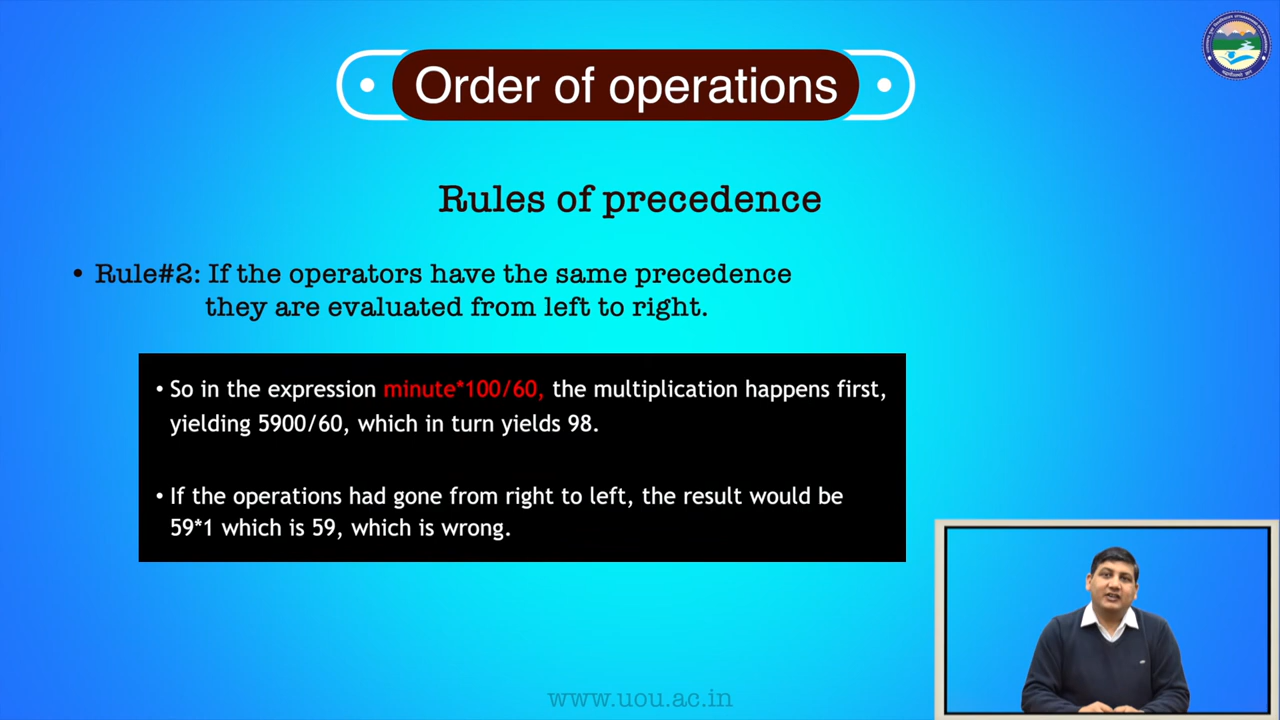 Order of operations
Rules of precedence
• Rule#2: If the operators have the same precedence
they are evaluated from left to right.
• So in the expression minute*100/60, the multiplication happens first,
yielding 5900/60, which in turn yields 98.
• If the operations had gone from right to left, the result would be
59*1 which is 59, which is wrong.
www.uou.ac.in